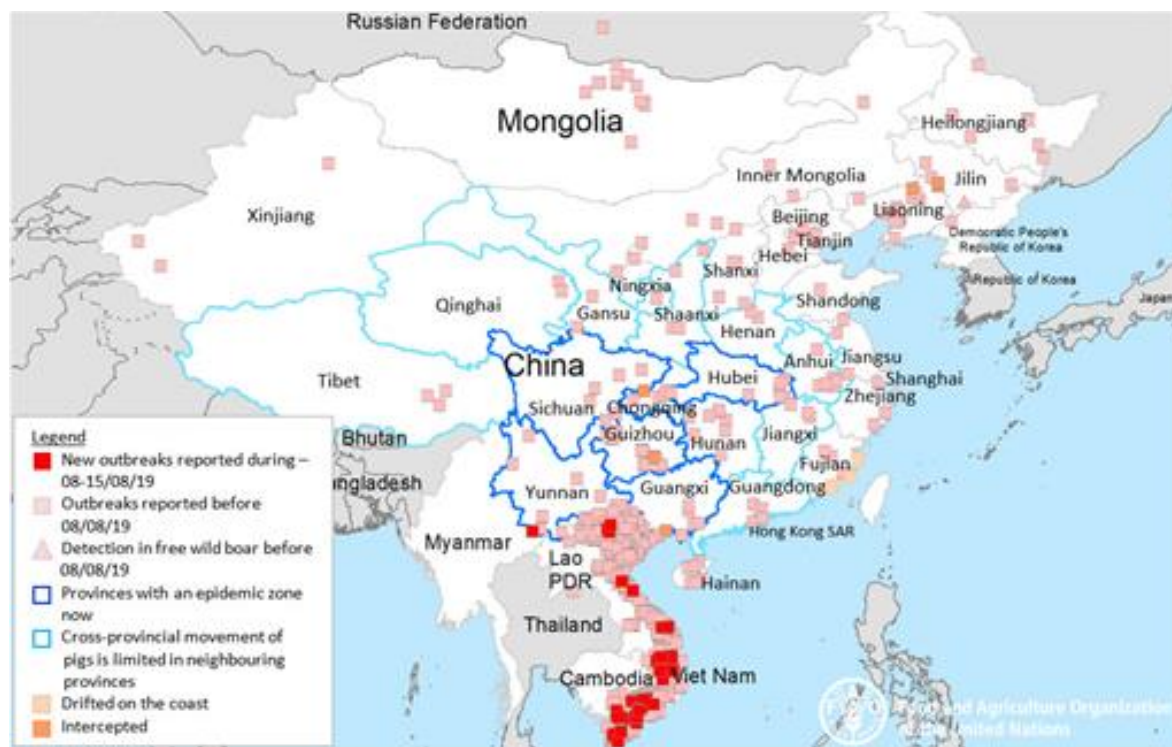 Russian Federation
Mongolia
Heilongjiang
Inner Mongolia
Jilin
Xinjiang
Beijing
Liaoning
Tianjin
Democratic People's
Republic of Korea
Hebei
Shanxi
Republic of Korea
Ningxia
Japan
Qinghai
Shandong
Gansu
Shaanxi
Henan
China
Anhui
Jiangsu
Tibet
Hubei
Shanghai
Sichuan
Chongqing
Zhejiang
Guizhou
Hunan
Jiangxi
Bhutan
Fujian
Bangladesh
Yunnan
Guangxi
Guangdong
Hong Kong SAR
Myanmar
Lao
PDR
Hainan
Thailand
Cambodia
Viet Nam
Legend
New outbreaks reported during –
08-15/08/19
Outbreaks reported before
08/08/19
Detection in free wild boar before
08/08/19
Provinces with an epidemic zone
now
Cross-provincial movement of
pigs is limited in neighbouring
provinces
Drifted on the coast
Intercepted
Food and Agriculture Organization
of the United Nations